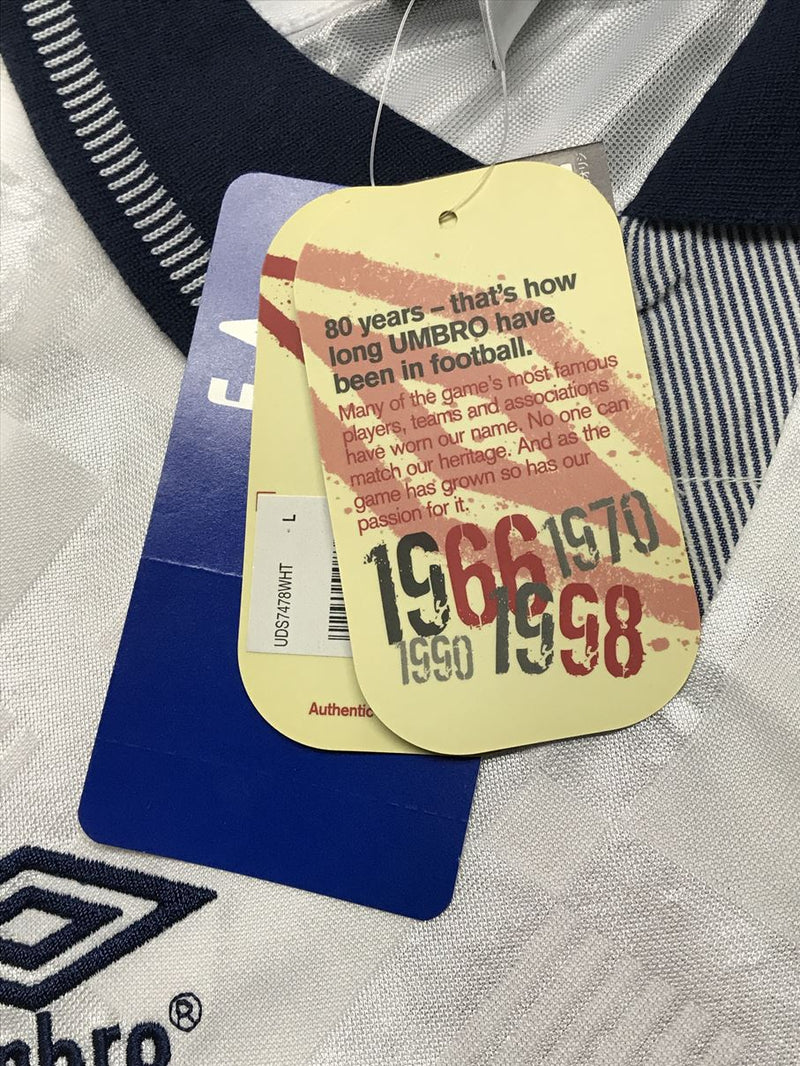 80 years – that's how
long UMBRO have
been in football.
Many of the game's most famous
players, teams and associations
have worn our name. No one can
match our heritage. And as the
game has grown so has our
passion for it.
1966 1970
1990 1998
L
UDS7478WHT
Authentic
®